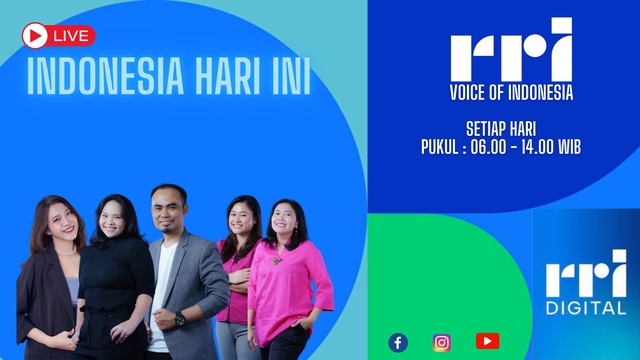 LIVE
INDONESIA HARI INI
rri
VOICE OF INDONESIA
SETIAP HARI
PUKUL : 06.00 - 14.00 WIB
rri
DIGITAL